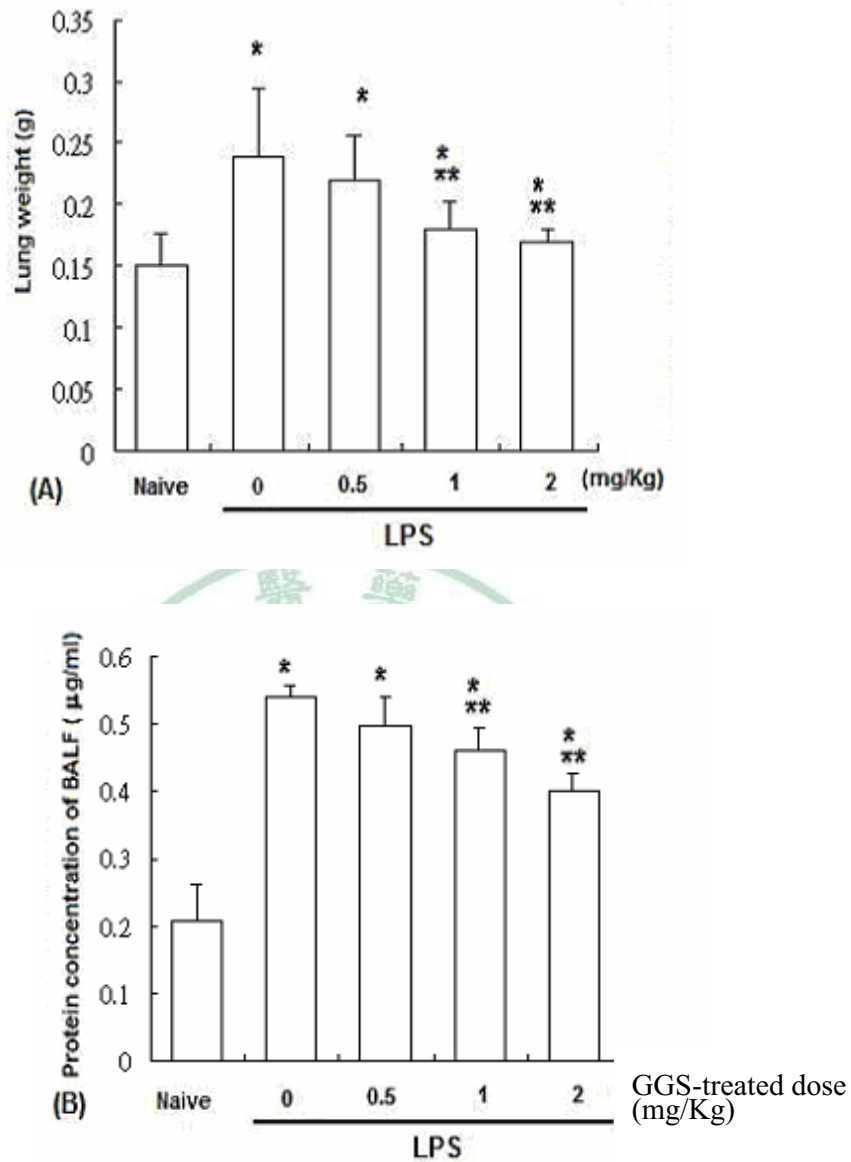 0.35
0.3
0.25
0.2
0.15
0.1
0.05
0
Lung weight (g)
*
*
*
**
*
**
(A)
Naive 0 0.5 1 2 (mg/Kg)
LPS
醫藥
Protein concentration of BALF ( μg/ml)
0.6
0.5
0.4
0.3
0.2
0.1
0
*
*
*
**
*
**
(B)
Naive 0 0.5 1 2
LPS
GGS-treated dose
(mg/Kg)